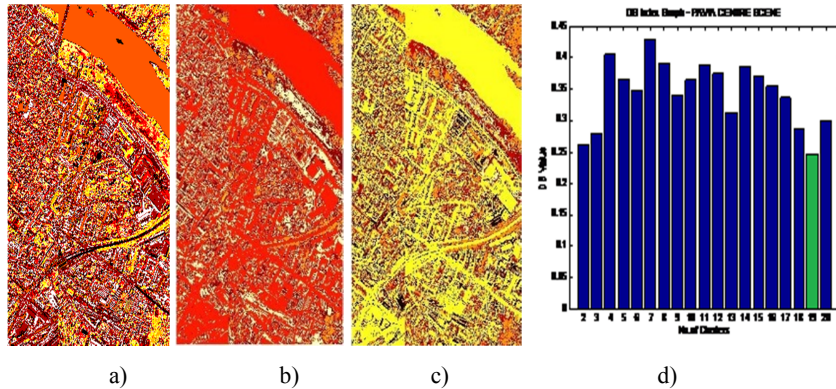 DB Index Graph - PAVIA CENTRE SCENE
0.45
0.4
0.35
0.3
0.25
0.2
0.15
0.1
0.05
0
D B Value
2 3 4 5 6 7 8 9 10 11 12 13 14 15 16 17 18 19 20
No.of Clusters
a) b) c) d)